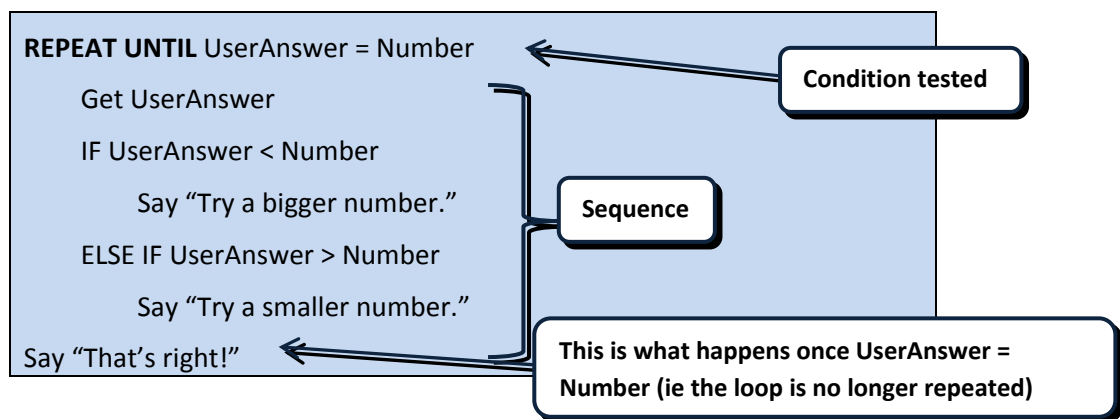 REPEAT UNTIL UserAnswer = Number
Condition tested
Get UserAnswer
IF UserAnswer < Number
Say “Try a bigger number.”
Sequence
ELSE IF UserAnswer > Number
Say “Try a smaller number.”
Say “That’s right!”
This is what happens once UserAnswer =
Number (ie the loop is no longer repeated)